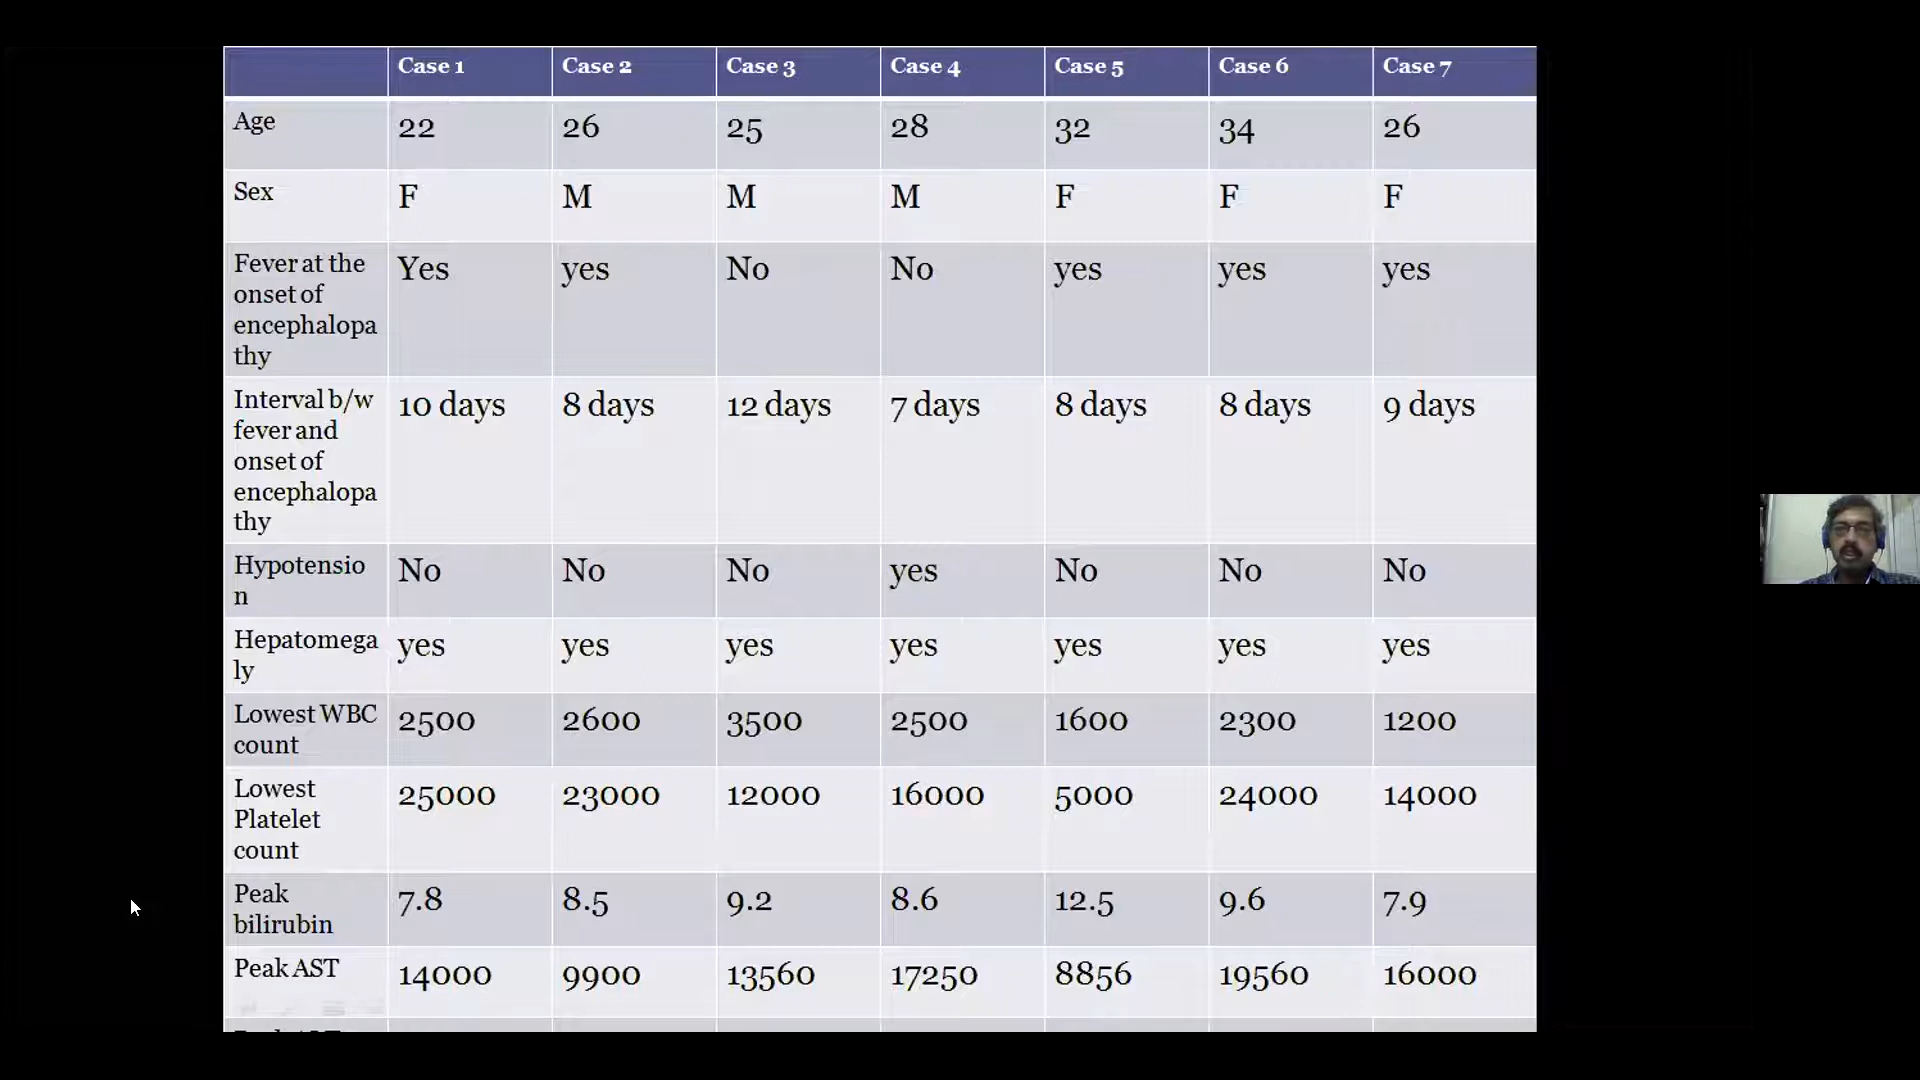 Case 1 Case 2 Case 3 Case 4 Case 5 Case 6 Case 7
Age 22 26 25 28 32 34 26
Sex F M M M F F F
Fever at the Yes yes No No yes yes yes
onset of
encephalopa
thy
Interval b/w 10 days 8 days 12 days 7 days 8 days 8 days 9 days
fever and
onset of
encephalopa
thy
Hypotensio No No No yes No No No
n
Hepatomega yes yes yes yes yes yes yes
ly
Lowest WBC 2500 2600 3500 2500 1600 2300 1200
count
Lowest 25000 23000 12000 16000 5000 24000 14000
Platelet
count
Peak 7.8 8.5 9.2 8.6 12.5 9.6 7.9
bilirubin
Peak AST 14000 9900 13560 17250 8856 19560 16000